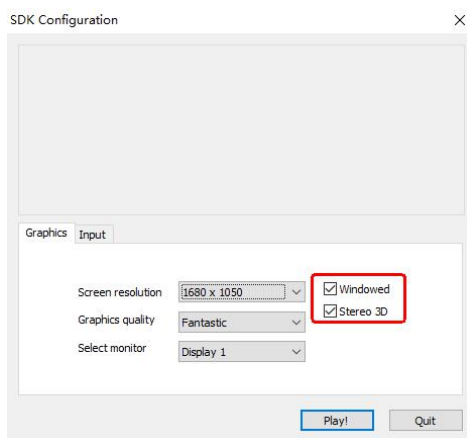 SDK Configuration
Graphics Input
Screen resolution 1680 x 1050 Windowed
Graphics quality Fantastic Stereo 3D
Select monitor Display 1
Play! Quit